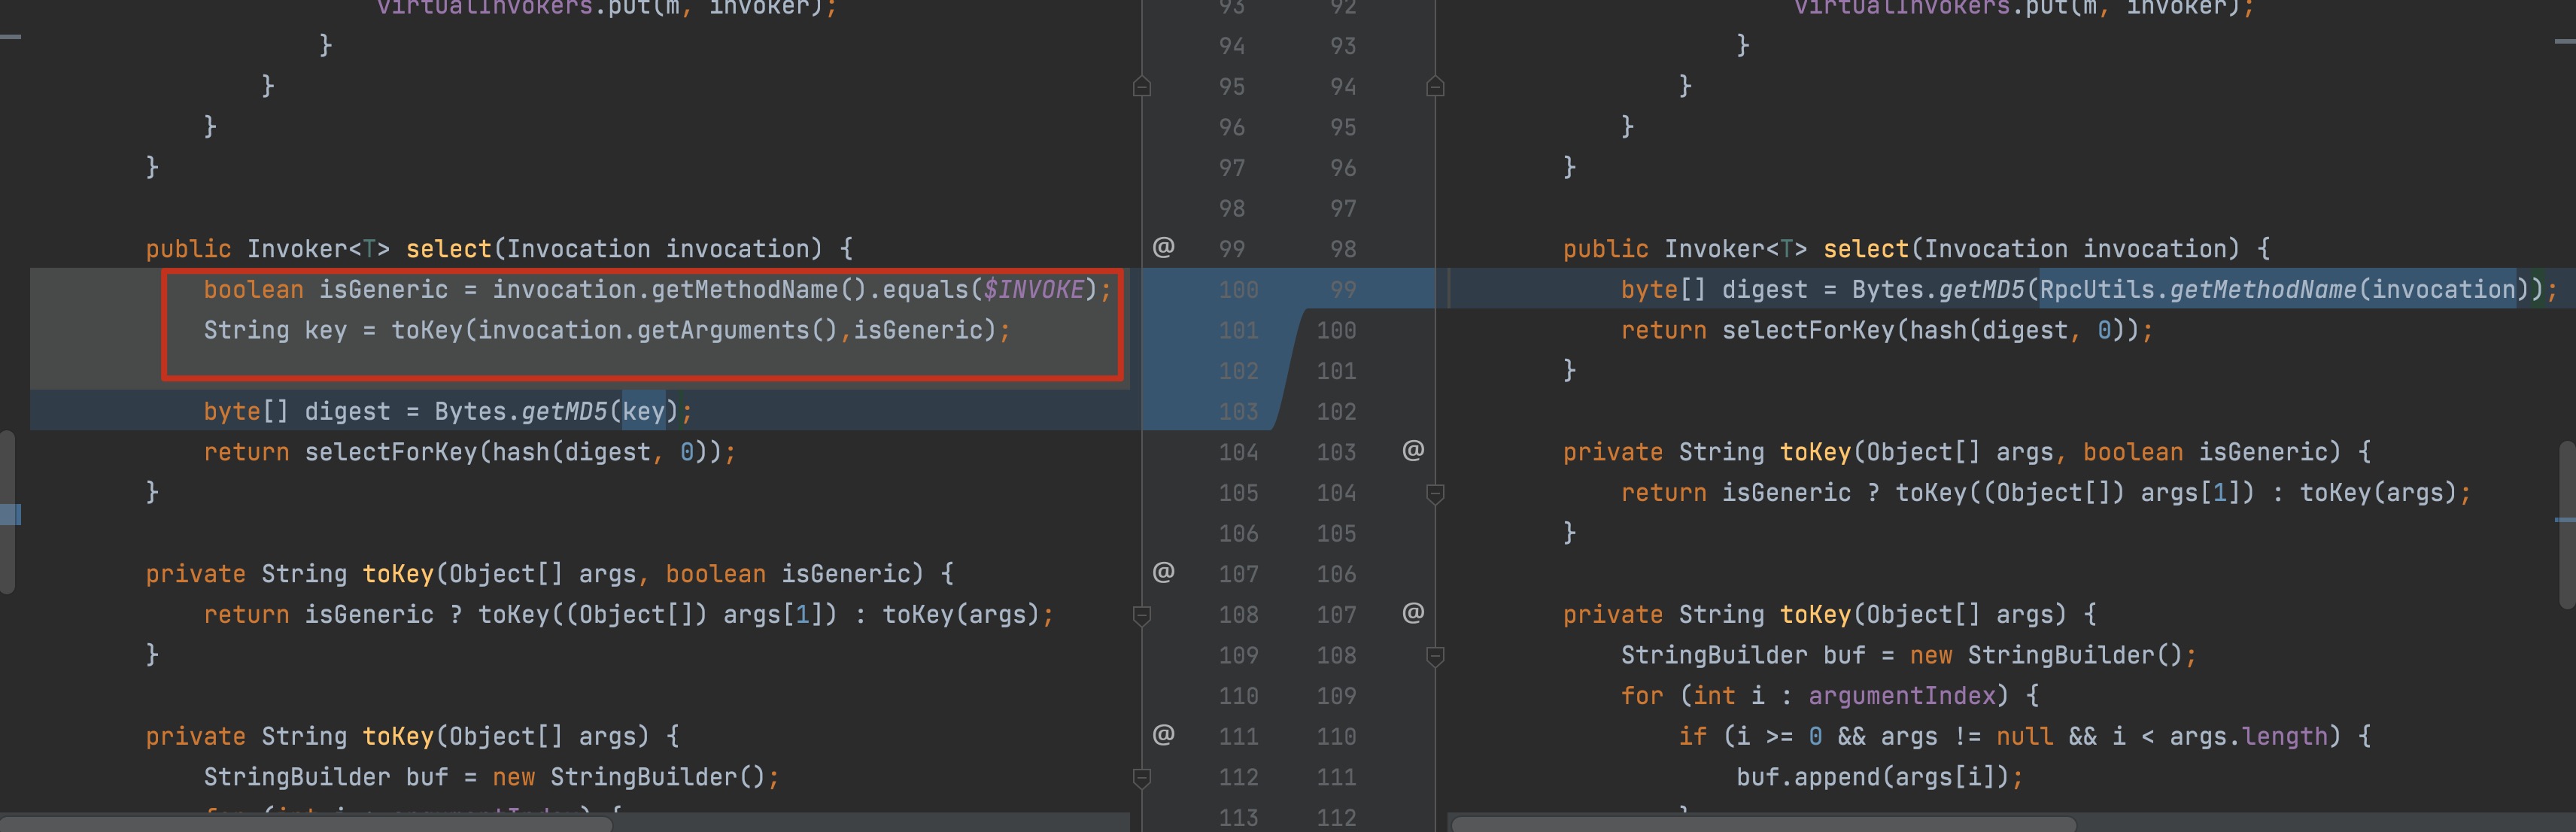 virtualInvokers.put(m, invoker);
}
}
}
}
public Invoker<T> select(Invocation invocation) {
boolean isGeneric = invocation.getMethodName().equals($INVOKE);
String key = toKey(invocation.getArguments(),isGeneric);
byte[] digest = Bytes.getMD5(key);
return selectForKey(hash(digest, 0));
}
private String toKey(Object[] args, boolean isGeneric) {
return isGeneric ? toKey((Object[]) args[1]) : toKey(args);
}
private String toKey(Object[] args) {
StringBuilder buf = new StringBuilder();
for (int i : argumentIndex) {
93 92
94 93
95 94
96 95
97 96
98 97
@ 99 98
100 99
101 100
102 101
103 102
104 103 @
105 104
106 105
@ 107 106
108 107 @
109 108
110 109
@ 111 110
112 111
113 112
virtualInvokers.put(m, invoker);
}
}
}
}
public Invoker<T> select(Invocation invocation) {
byte[] digest = Bytes.getMD5(RpcUtils.getMethodName(invocation));
return selectForKey(hash(digest, 0));
}
private String toKey(Object[] args, boolean isGeneric) {
return isGeneric ? toKey((Object[]) args[1]) : toKey(args);
}
private String toKey(Object[] args) {
StringBuilder buf = new StringBuilder();
for (int i : argumentIndex) {
if (i >= 0 && args != null && i < args.length) {
buf.append(args[i]);
}